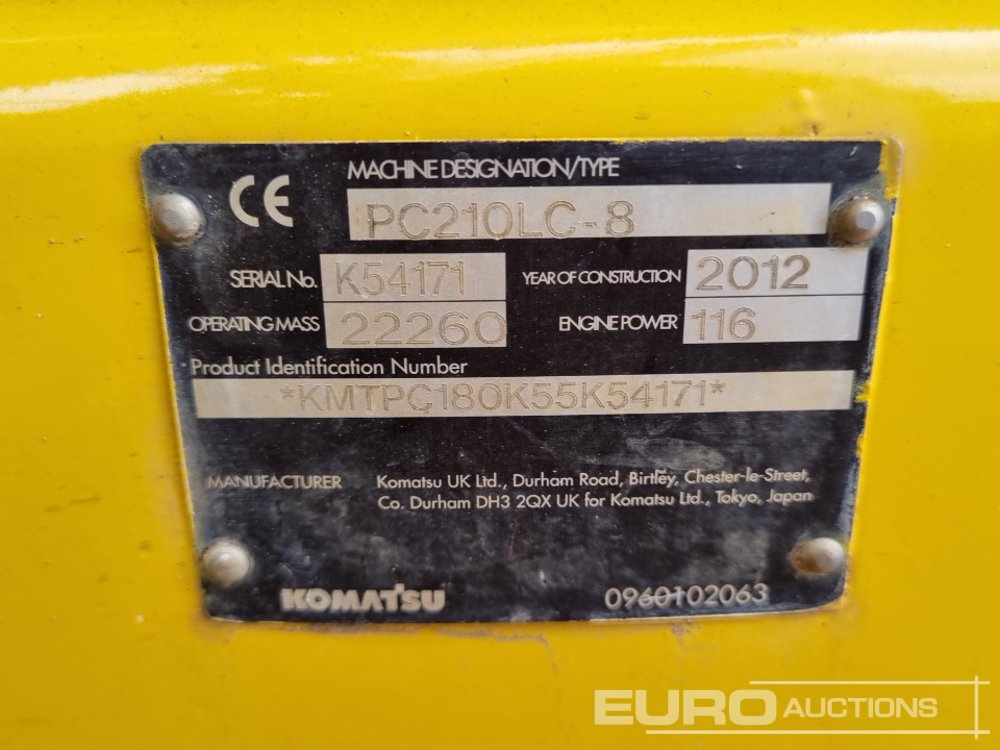 CE
MACHINE DESIGNATION/TYPE
PC210LC-8
SERIAL No. K54171 YEAR OF CONSTRUCTION 2012
OPERATING MASS 22260 ENGINE POWER 116
Product Identification Number
*KMTPC180K55K54171*
MANUFACTURER Komatsu UK Ltd., Durham Road, Birtley, Chester-le-Street,
Co. Durham DH3 2QX UK for Komatsu Ltd., Tokyo, Japan
KOMATSU 0960102063
EURO AUCTIONS